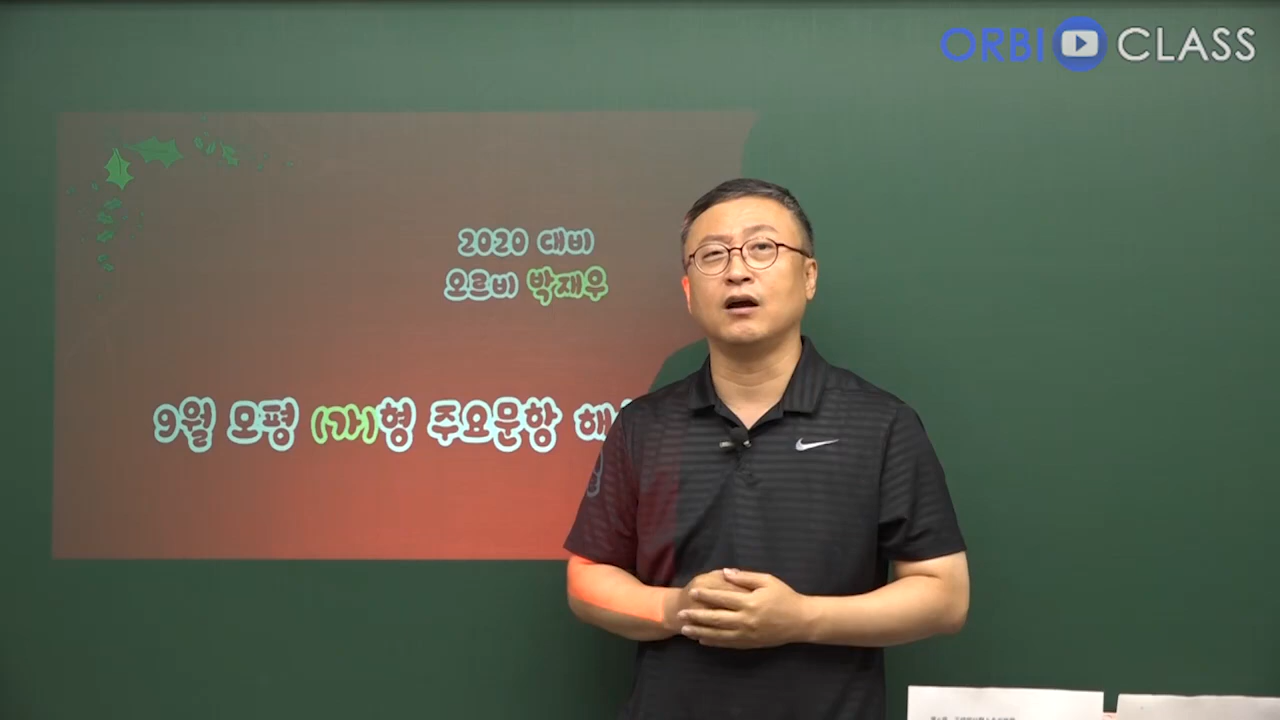 ORBI CLASS
2020 대비
오르비 박재우
9월 모평 (가)형 주요문항 해